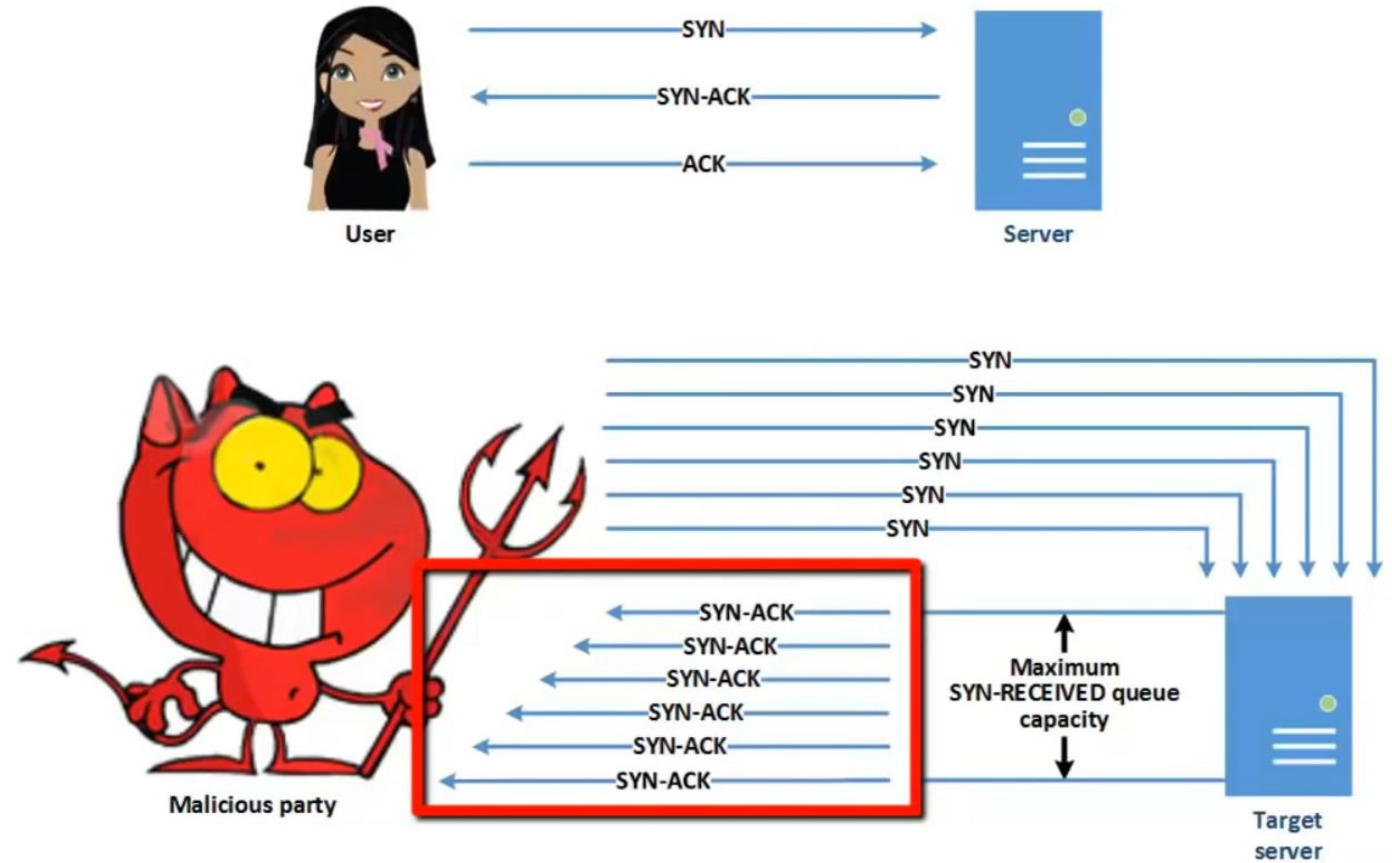 SYN
SYN-ACK
ACK
User
Server
SYN
SYN
SYN
SYN
SYN
SYN
SYN-ACK
SYN-ACK
SYN-ACK
SYN-ACK
SYN-ACK
SYN-ACK
Maximum
SYN-RECEIVED queue
capacity
Malicious party
Target
server